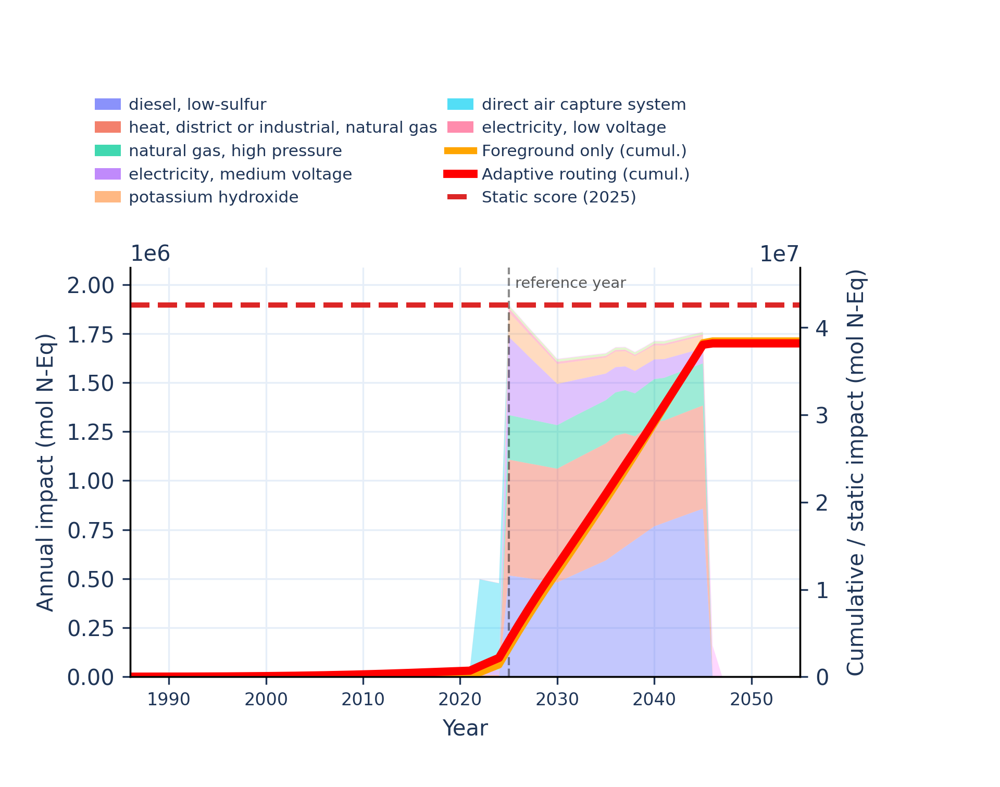 diesel, low-sulfur
heat, district or industrial, natural gas
natural gas, high pressure
electricity, medium voltage
potassium hydroxide
direct air capture system
electricity, low voltage
Foreground only (cumul.)
Adaptive routing (cumul.)
Static score (2025)
1e6
1e7
reference year
2.00
1.75
1.50
1.25
1.00
0.75
0.50
0.25
0.00
Annual impact (mol N-Eq)
4
3
2
1
0
Cumulative / static impact (mol N-Eq)
1990
2000
2010
2020
2030
2040
2050
Year